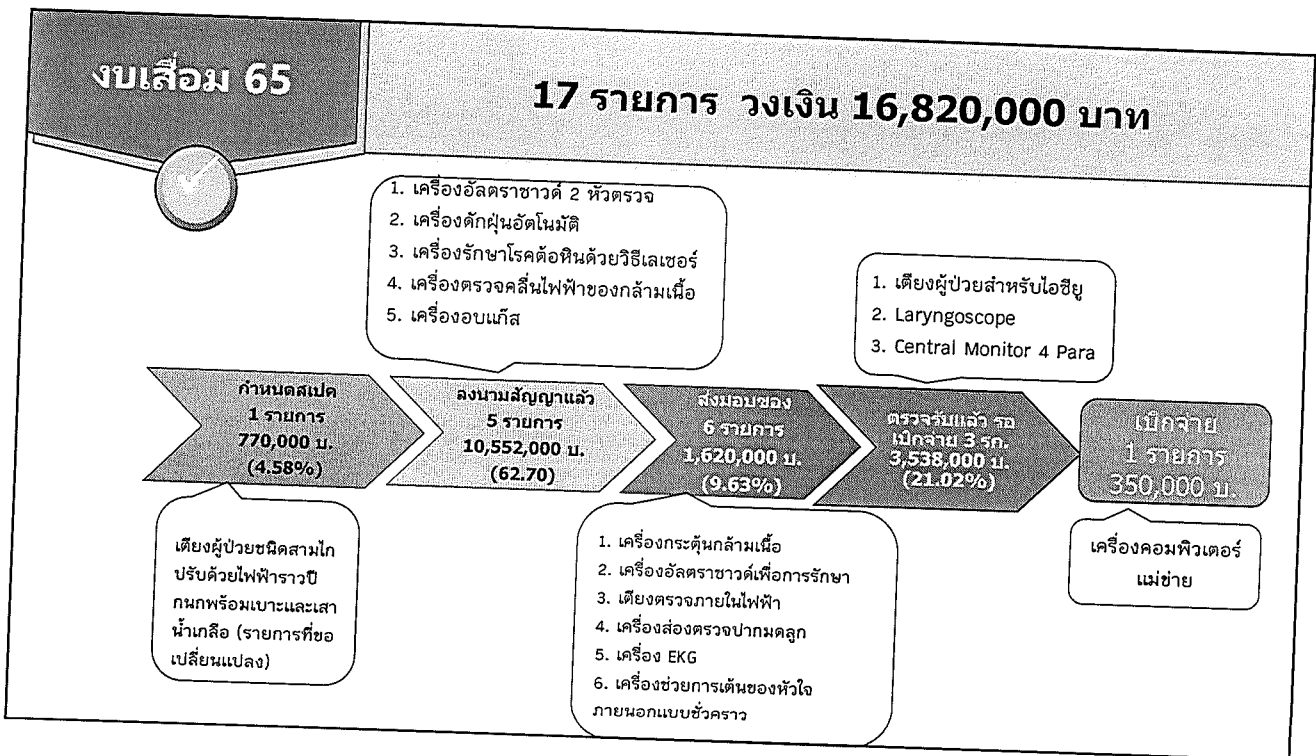 งบเสื่อม 65
17 รายการ วงเงิน 16,820,000 บาท
1. เครื่องอัลตราซาวด์ 2 หัวตรวจ
2. เครื่องดักฝุ่นอัตโนมัติ
3. เครื่องรักษาโรคต้อหินด้วยวิธีเลเซอร์
4. เครื่องตรวจคลื่นไฟฟ้าของกล้ามเนื้อ
5. เครื่องอบแก๊ส
1. เตียงผู้ป่วยสำหรับไอซียู
2. Laryngoscope
3. Central Monitor 4 Para
กำหนดสเปค
1 รายการ
770,000 บ.
(4.58%)
ลงนามสัญญาแล้ว
5 รายการ
10,552,000 บ.
(62.70)
ส่งมอบของ
6 รายการ
1,620,000 บ.
(9.63%)
ตรวจรับแล้ว รอ
เบิกจ่าย 3 รก.
3,538,000 บ.
(21.02%)
เบิกจ่าย
1 รายการ
350,000 บ.
เตียงผู้ป่วยชนิดสามไก
ปรับด้วยไฟฟ้าราวปี
กนกพร้อมเบาะและเสา
น้ำเกลือ (รายการที่ขอ
เปลี่ยนแปลง)
1. เครื่องกระตุ้นกล้ามเนื้อ
2. เครื่องอัลตราซาวด์เพื่อการรักษา
3. เตียงตรวจภายในไฟฟ้า
4. เครื่องส่องตรวจปากมดลูก
5. เครื่อง EKG
6. เครื่องช่วยการเต้นของหัวใจ
ภายนอกแบบชั่วคราว
เครื่องคอมพิวเตอร์
แม่ข่าย